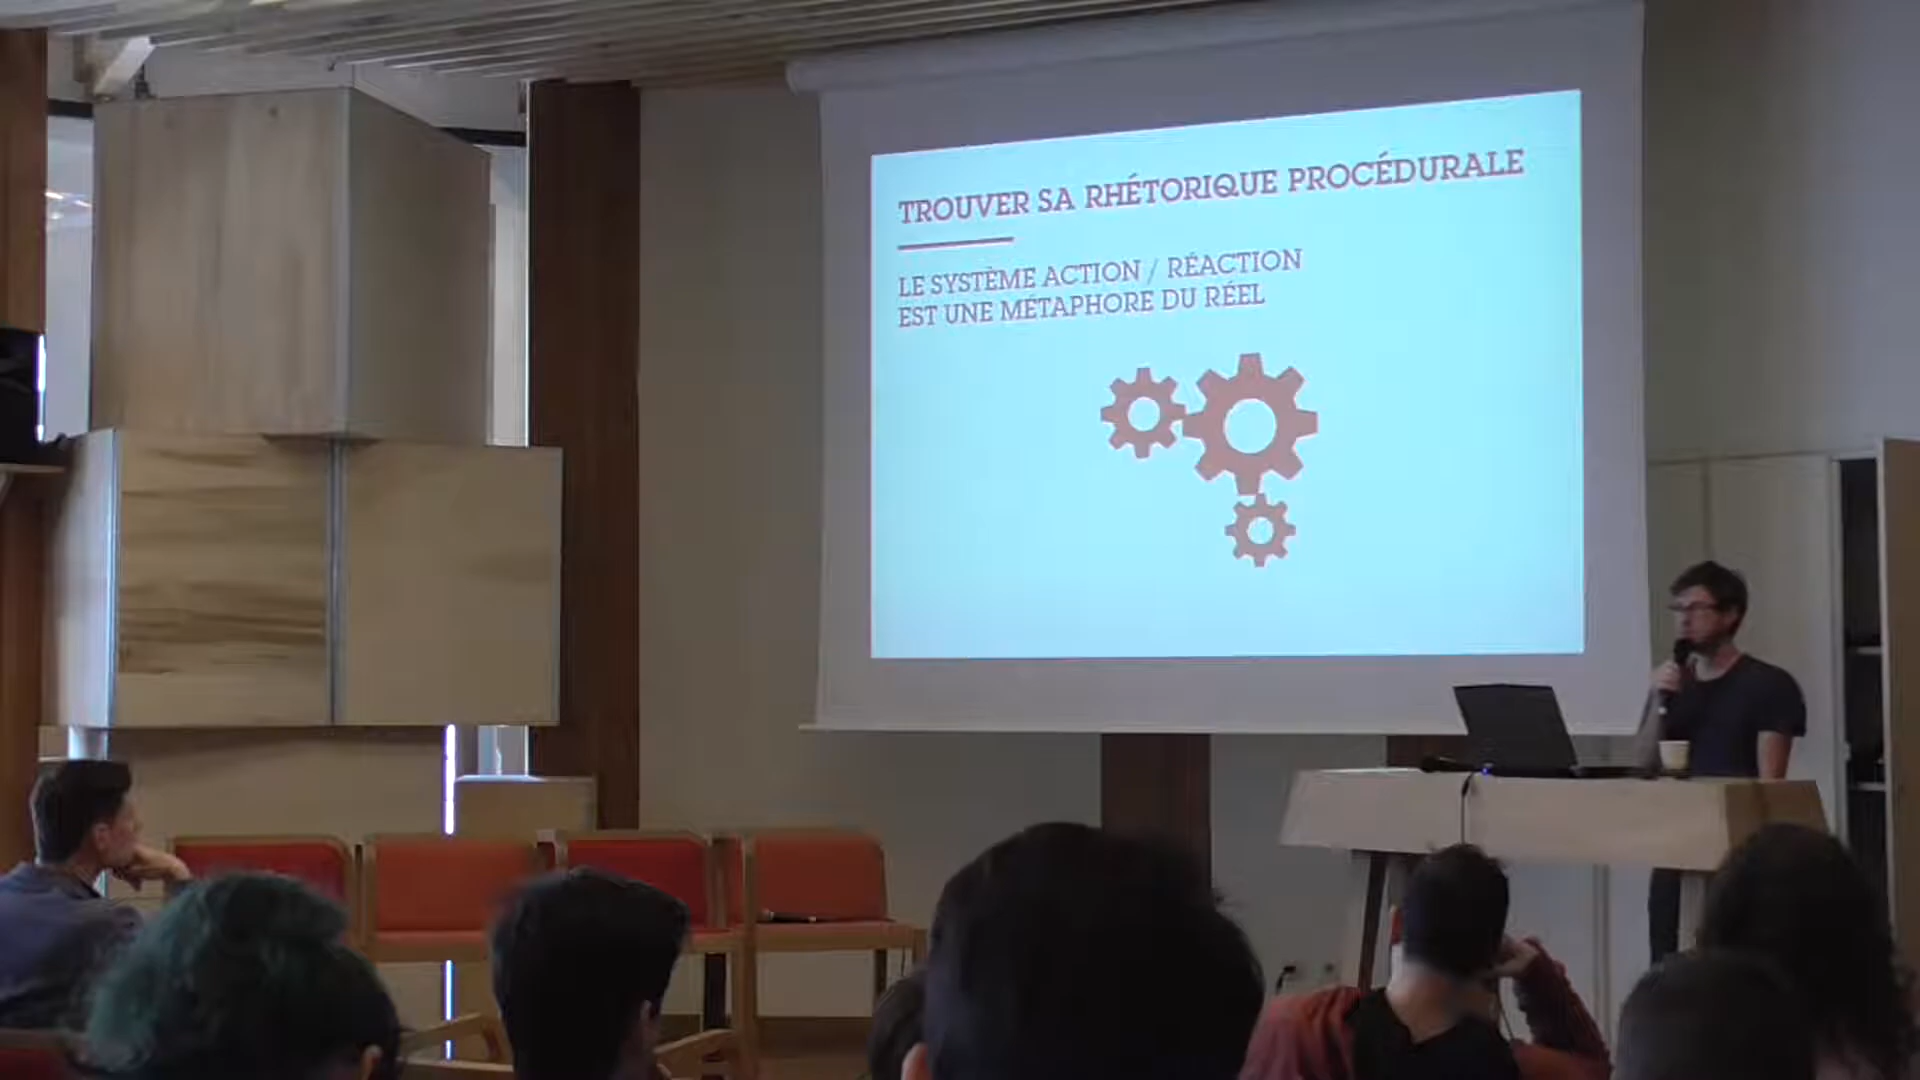 TROUVER SA RHÉTORIQUE PROCÉDURALE
LE SYSTÈME ACTION / RÉACTION
EST UNE MÉTAPHORE DU RÉEL